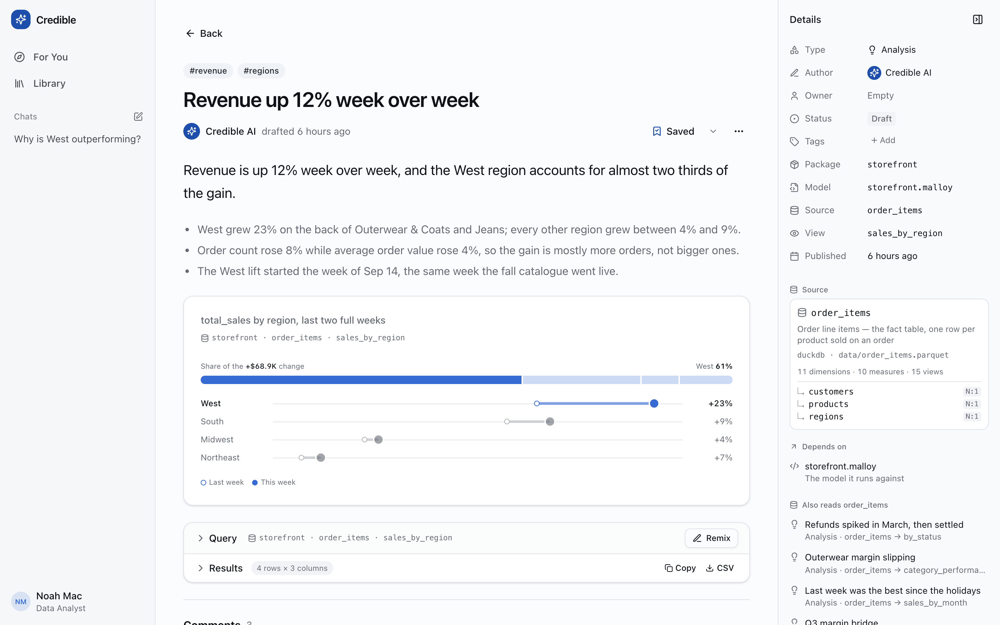 Credible
For You
Library
Chats
Why is West outperforming?
NM
Noah Mac
Data Analyst
Back
#revenue #regions
Revenue up 12% week over week
Credible AI drafted 6 hours ago
Saved
Revenue is up 12% week over week, and the West region accounts for almost two thirds of
the gain.
• West grew 23% on the back of Outerwear & Coats and Jeans; every other region grew between 4% and 9%.
• Order count rose 8% while average order value rose 4%, so the gain is mostly more orders, not bigger ones.
• The West lift started the week of Sep 14, the same week the fall catalogue went live.
total_sales by region, last two full weeks
storefront · order_items · sales_by_region
Share of the +$68.9K change West 61%
West +23%
South +9%
Midwest +4%
Northeast +7%
Last week This week
Query storefront · order_items · sales_by_region Remix
Results 4 rows × 3 columns Copy CSV
Comments 3
Details
Type Analysis
Author Credible AI
Owner Empty
Status Draft
Tags + Add
Package storefront
Model storefront.malloy
Source order_items
View sales_by_region
Published 6 hours ago
Source
order_items
Order line items — the fact table, one row per
product sold on an order
duckdb · data/order_items.parquet
11 dimensions · 10 measures · 15 views
customers N:1
products N:1
regions N:1
Depends on
storefront.malloy
The model it runs against
Also reads order_items
Refunds spiked in March, then settled
Analysis · order_items → by_status
Outerwear margin slipping
Analysis · order_items → category_performa...
Last week was the best since the holidays
Analysis · order_items → sales_by_month
Q3 margin bridge